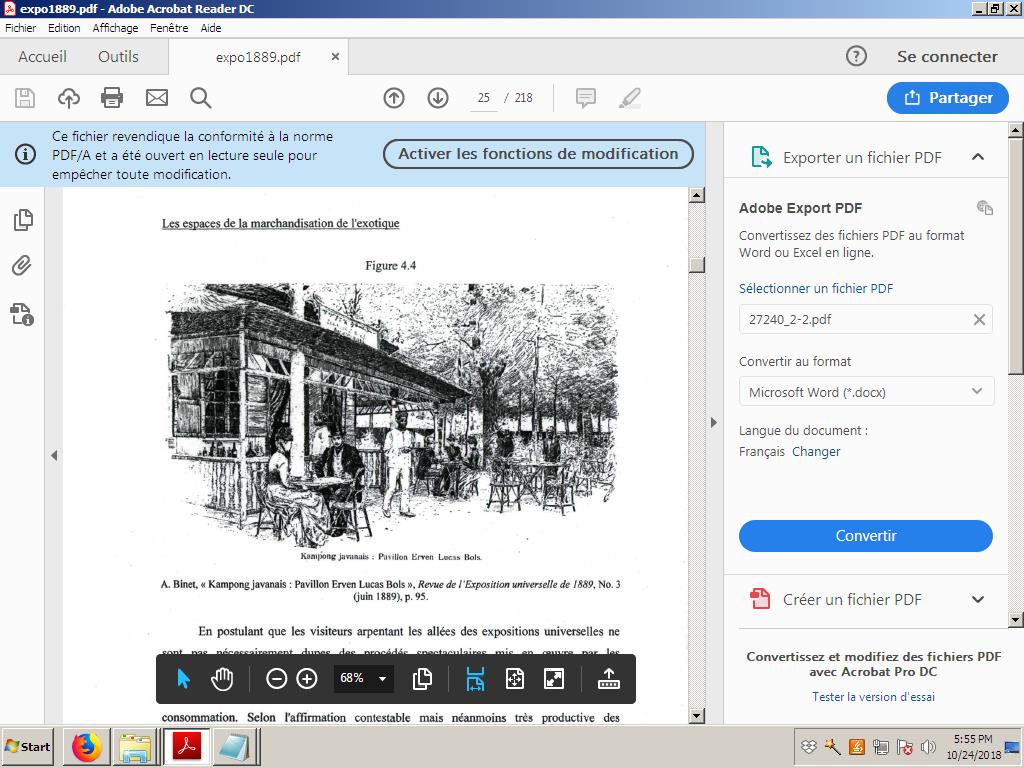 expo1889.pdf - Adobe Acrobat Reader DC
Fichier Edition Affichage Fenêtre Aide
Accueil Outils expo1889.pdf × ? Se connecter
25 / 218 Partager
Ce fichier revendique la conformité à la norme
PDF/A et a été ouvert en lecture seule pour
empêcher toute modification.
Activer les fonctions de modification
Les espaces de la marchandisation de l'exotique
Figure 4.4
Kampong javanais : Pavillon Erven Lucas Bols.
A. Binet, « Kampong javanais : Pavillon Erven Lucas Bols », Revue de l'Exposition universelle de 1889, No. 3
(juin 1889), p. 95.
En postulant que les visiteurs arpentant les allées des expositions universelles ne
sont pas nécessairement dupes des procédés spectaculaires mis en œuvre par les
68%
consommation. Selon l'affirmation contestable mais néanmoins très productive des
Exporter un fichier PDF
Adobe Export PDF
Convertissez des fichiers PDF au format
Word ou Excel en ligne.
Sélectionner un fichier PDF
27240_2-2.pdf
Convertir au format
Microsoft Word (*.docx)
Langue du document :
Français Changer
Convertir
Créer un fichier PDF
Convertissez et modifiez des fichiers PDF
avec Acrobat Pro DC
Tester la version d'essai
Start
5:55 PM
10/24/2018